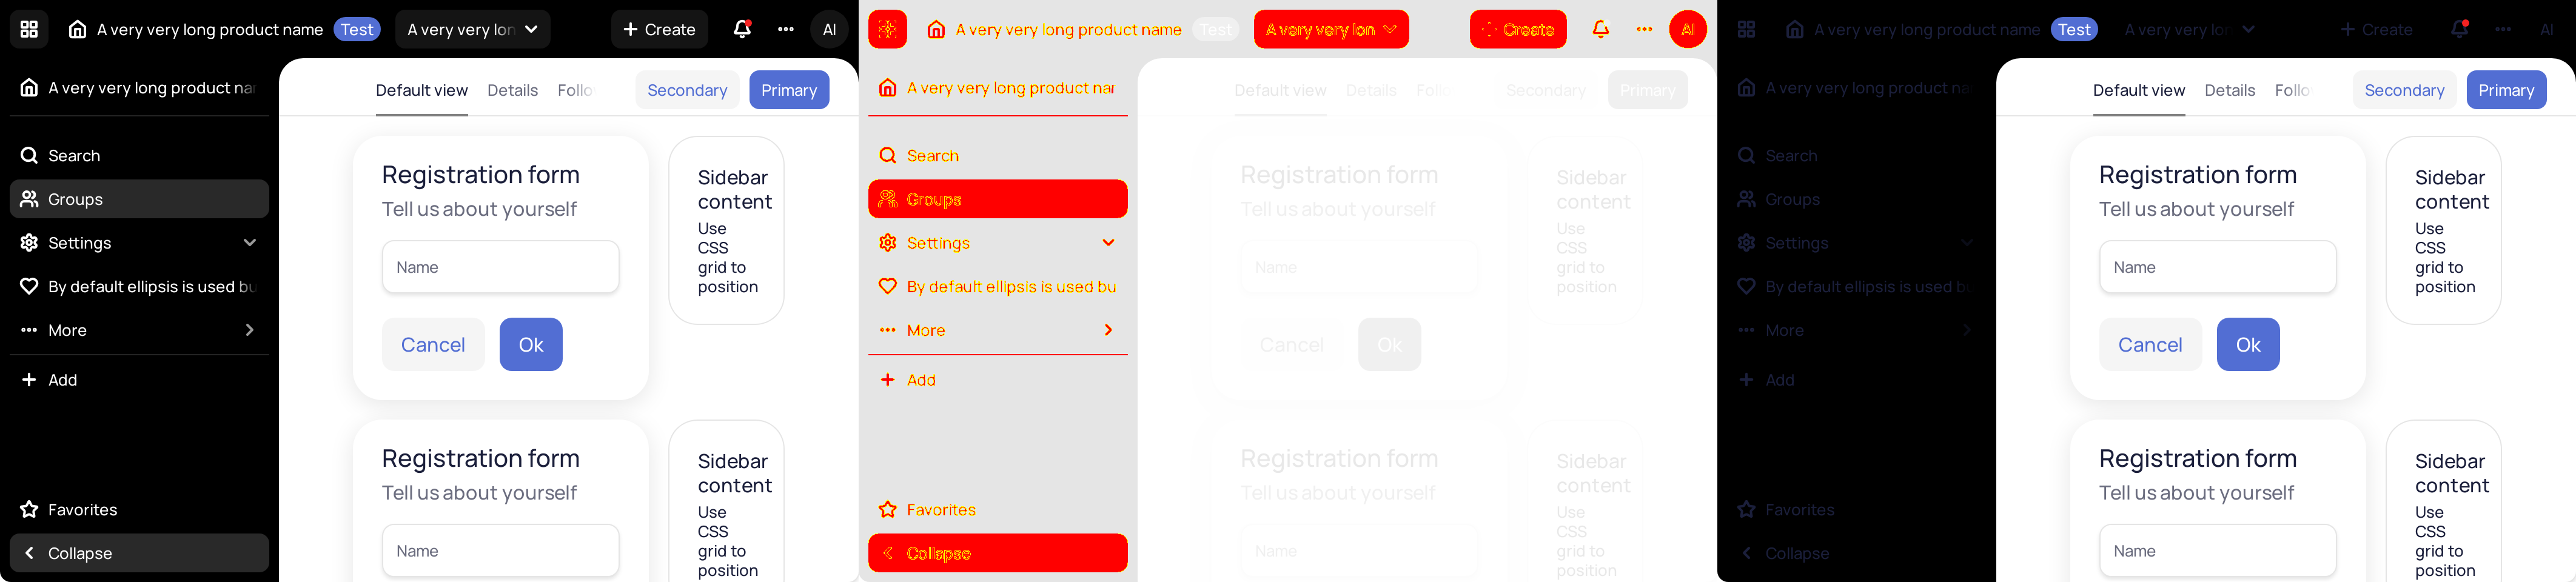 A very very long product name Test A very very lon Create AI
A very very long product nar
Search
Groups
Settings
By default ellipsis is used bu
More
Add
Favorites
Collapse
Default view Details Follo Secondary Primary
Registration form
Tell us about yourself
Name
Cancel Ok
Sidebar
content
Use
CSS
grid to
position
Registration form
Tell us about yourself
Name
Sidebar
content
Use
CSS
grid to
position
A very very long product name Test A very very lon Create AI
A very very long product nar
Search
Groups
Settings
By default ellipsis is used bu
More
Add
Favorites
Collapse
Default view Details Follo Secondary Primary
Registration form
Tell us about yourself
Name
Cancel Ok
Sidebar
content
Use
CSS
grid to
position
Registration form
Tell us about yourself
Name
Sidebar
content
Use
CSS
grid to
position
A very very long product name Test A very very lo Create AI
A very very long product na
Search
Groups
Settings
By default ellipsis is used b
More
Add
Favorites
Collapse
Default view Details Follo Secondary Primary
Registration form
Tell us about yourself
Name
Cancel Ok
Sidebar
content
Use
CSS
grid to
position
Registration form
Tell us about yourself
Name
Sidebar
content
Use
CSS
grid to
position